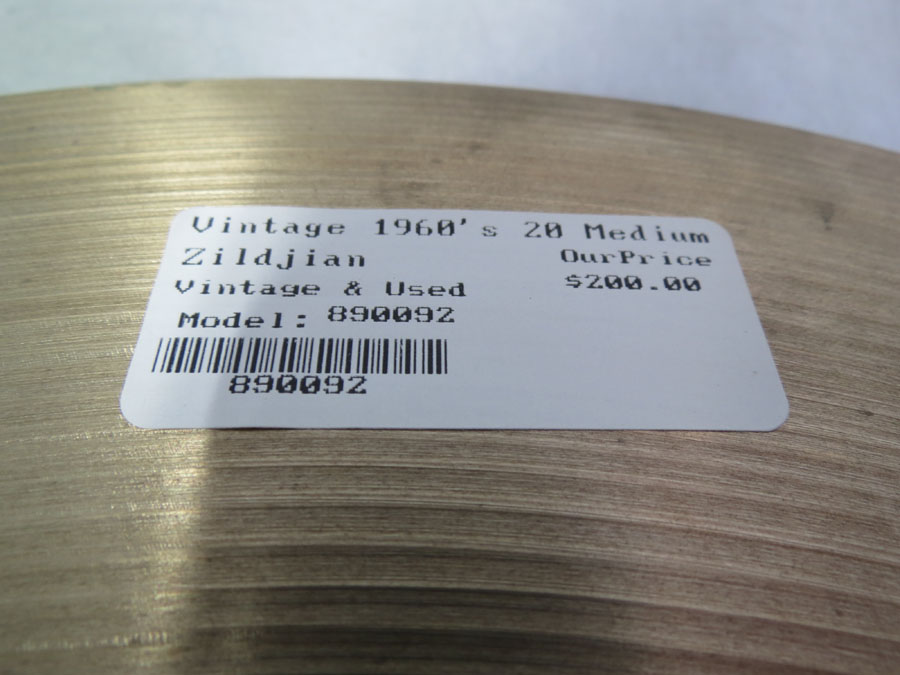 Vintage 1960's 20 Medium
Zildjian OurPrice
Vintage & Used $200.00
Model: 890092
890092